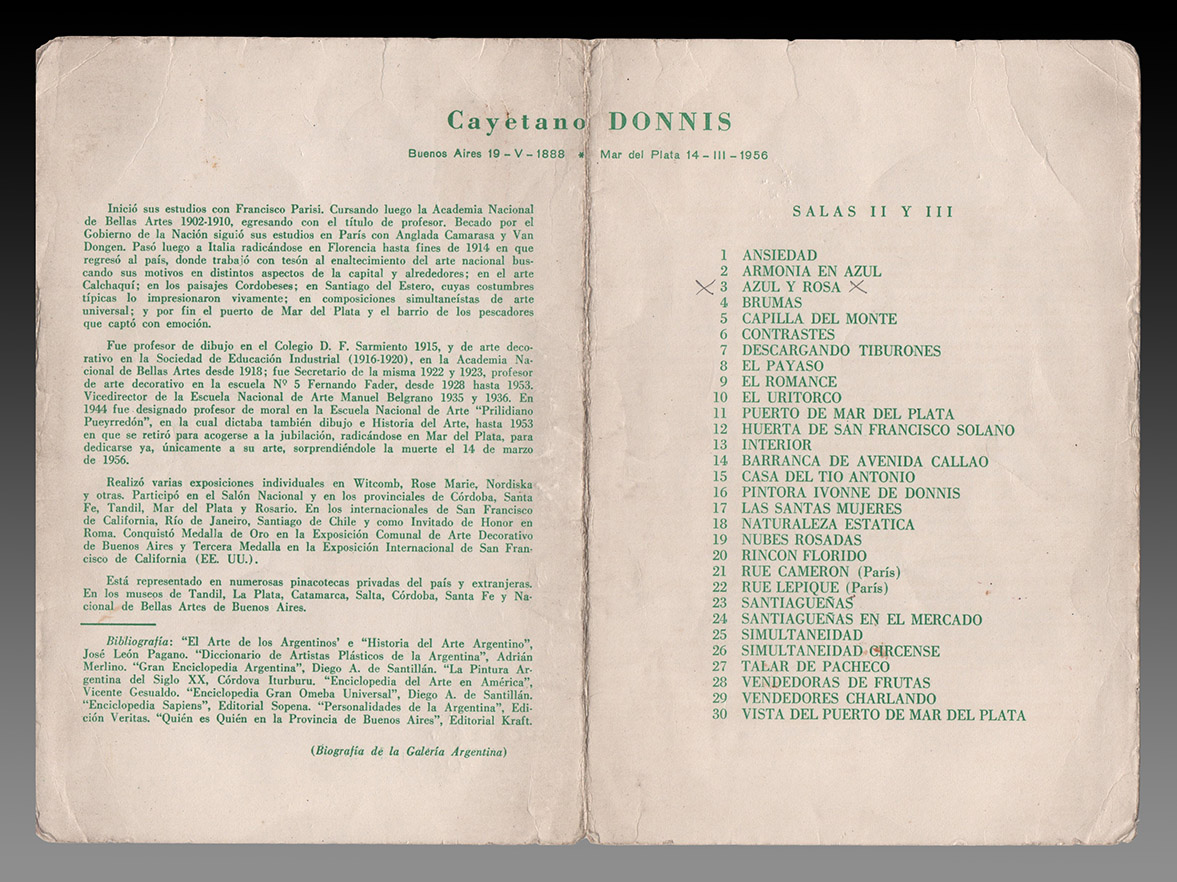 Cayetano DONNIS
Buenos Aires 19 - V - 1888 * Mar del Plata 14 - III - 1956
Inició sus estudios con Francisco Parisi. Cursando luego la Academia Nacional
de Bellas Artes 1902-1910, egresando con el título de profesor. Becado por el
Gobierno de la Nación siguió sus estudios en París con Anglada Camarasa y Van
Dongen. Pasó luego a Italia radicándose en Florencia hasta fines de 1914 en que
regresó al país, donde trabajó con tesón al enaltecimiento del arte nacional bus-
cando sus motivos en distintos aspectos de la capital y alrededores; en el arte
Calchaquí; en los paisajes Cordobeses; en Santiago del Estero, cuyas costumbres
típicas lo impresionaron vivamente; en composiciones simultaneístas de arte
universal; y por fin el puerto de Mar del Plata y el barrio de los pescadores
que captó con emoción.
Fue profesor de dibujo en el Colegio D. F. Sarmiento 1915, y de arte deco-
rativo en la Sociedad de Educación Industrial (1916-1920), en la Academia Na-
cional de Bellas Artes desde 1918; fue Secretario de la misma 1922 y 1923, profesor
de arte decorativo en la escuela Nº 5 Fernando Fader, desde 1928 hasta 1953.
Vicedirector de la Escuela Nacional de Arte Manuel Belgrano 1935 y 1936. En
1944 fue designado profesor de moral en la Escuela Nacional de Arte "Prilidiano
Pueyrredón", en la cual dictaba también dibujo e Historia del Arte, hasta 1953
en que se retiró para acogerse a la jubilación, radicándose en Mar del Plata, para
dedicarse ya, únicamente a su arte, sorprendiéndole la muerte el 14 de marzo
de 1956.
Realizó varias exposiciones individuales en Witcomb, Rose Marie, Nordiska
y otras. Participó en el Salón Nacional y en los provinciales de Córdoba, Santa
Fe, Tandil, Mar del Plata y Rosario. En los internacionales de San Francisco
de California, Río de Janeiro, Santiago de Chile y como Invitado de Honor en
Roma. Conquistó Medalla de Oro en la Exposición Comunal de Arte Decorativo
de Buenos Aires y Tercera Medalla en la Exposición Internacional de San Fran-
cisco de California (EE. UU.).
Está representado en numerosas pinacotecas privadas del país y extranjeras.
En los museos de Tandil, La Plata, Catamarca, Salta, Córdoba, Santa Fe y Na-
cional de Bellas Artes de Buenos Aires.
Bibliografía: "El Arte de los Argentinos' e "Historia del Arte Argentino",
José León Pagano. "Diccionario de Artistas Plásticos de la Argentina", Adrián
Merlino. "Gran Enciclopedia Argentina", Diego A. de Santillán. "La Pintura Ar-
gentina del Siglo XX, Córdova Iturburu. "Enciclopedia del Arte en América",
Vicente Gesualdo. "Enciclopedia Gran Omeba Universal", Diego A. de Santillán.
"Enciclopedia Sapiens", Editorial Sopena. "Personalidades de la Argentina", Edi-
ción Veritas. "Quién es Quién en la Provincia de Buenos Aires", Editorial Kraft.
(Biografía de la Galería Argentina)
SALAS II Y III
1 ANSIEDAD
2 ARMONIA EN AZUL
X 3 AZUL Y ROSA X
4 BRUMAS
5 CAPILLA DEL MONTE
6 CONTRASTES
7 DESCARGANDO TIBURONES
8 EL PAYASO
9 EL ROMANCE
10 EL URITORCO
11 PUERTO DE MAR DEL PLATA
12 HUERTA DE SAN FRANCISCO SOLANO
13 INTERIOR
14 BARRANCA DE AVENIDA CALLAO
15 CASA DEL TIO ANTONIO
16 PINTORA IVONNE DE DONNIS
17 LAS SANTAS MUJERES
18 NATURALEZA ESTATICA
19 NUBES ROSADAS
20 RINCON FLORIDO
21 RUE CAMERON (París)
22 RUE LEPIQUE (París)
23 SANTIAGUEÑAS
24 SANTIAGUEÑAS EN EL MERCADO
25 SIMULTANEIDAD
26 SIMULTANEIDAD CIRCENSE
27 TALAR DE PACHECO
28 VENDEDORAS DE FRUTAS
29 VENDEDORES CHARLANDO
30 VISTA DEL PUERTO DE MAR DEL PLATA